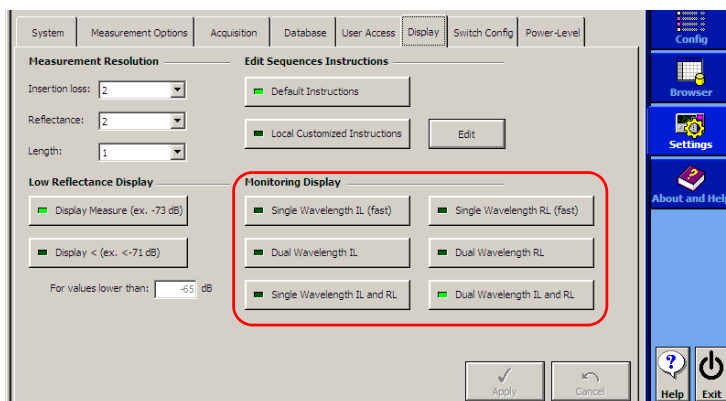 System Measurement Options Acquisition Database User Access Display Switch Config Power-Level
Measurement Resolution
Insertion loss: 2
Reflectance: 2
Length: 1
Edit Sequences Instructions
Default Instructions
Local Customized Instructions Edit
Low Reflectance Display
Display Measure (ex. -73 dB)
Display < (ex. <-71 dB)
For values lower than: -65 dB
Monitoring Display
Single Wavelength IL (fast) Single Wavelength RL (fast)
Dual Wavelength IL Dual Wavelength RL
Single Wavelength IL and RL Dual Wavelength IL and RL
Apply Cancel
Config
Browser
Settings
About and Help
Help Exit